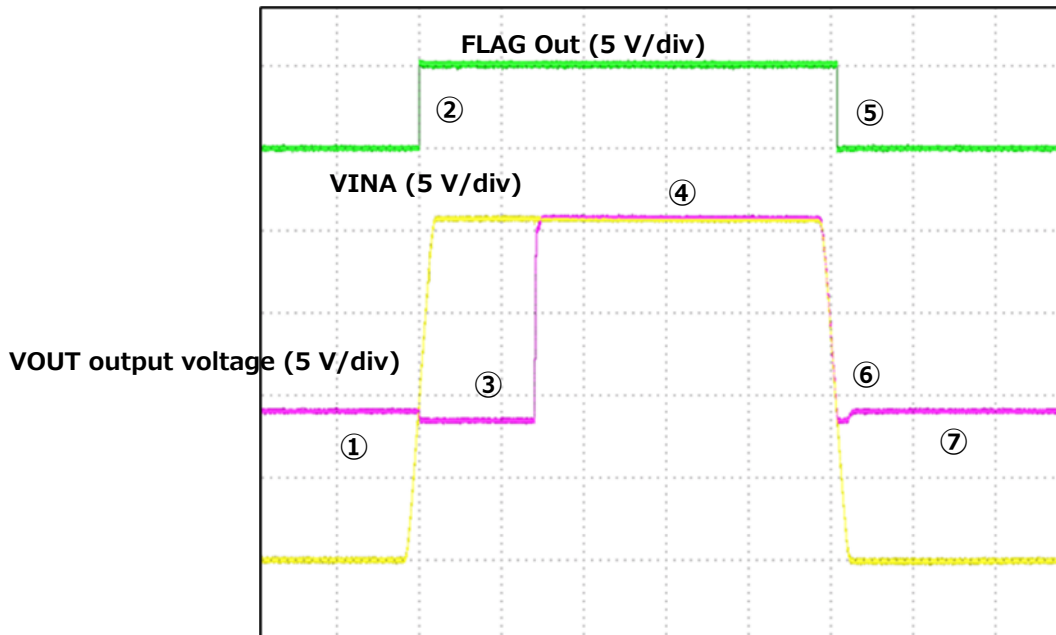 FLAG Out (5 V/div)
②
⑤
VINA (5 V/div)
④
VOUT output voltage (5 V/div)
③
⑥
①
⑦